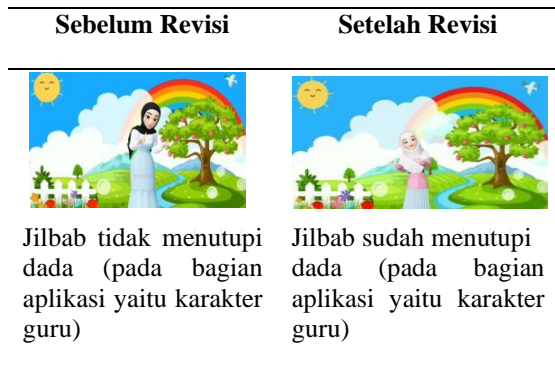 Sebelum Revisi
Setelah Revisi
Jilbab tidak menutupi
dada (pada bagian
aplikasi yaitu karakter
guru)
Jilbab sudah menutupi
dada (pada bagian
aplikasi yaitu karakter
guru)